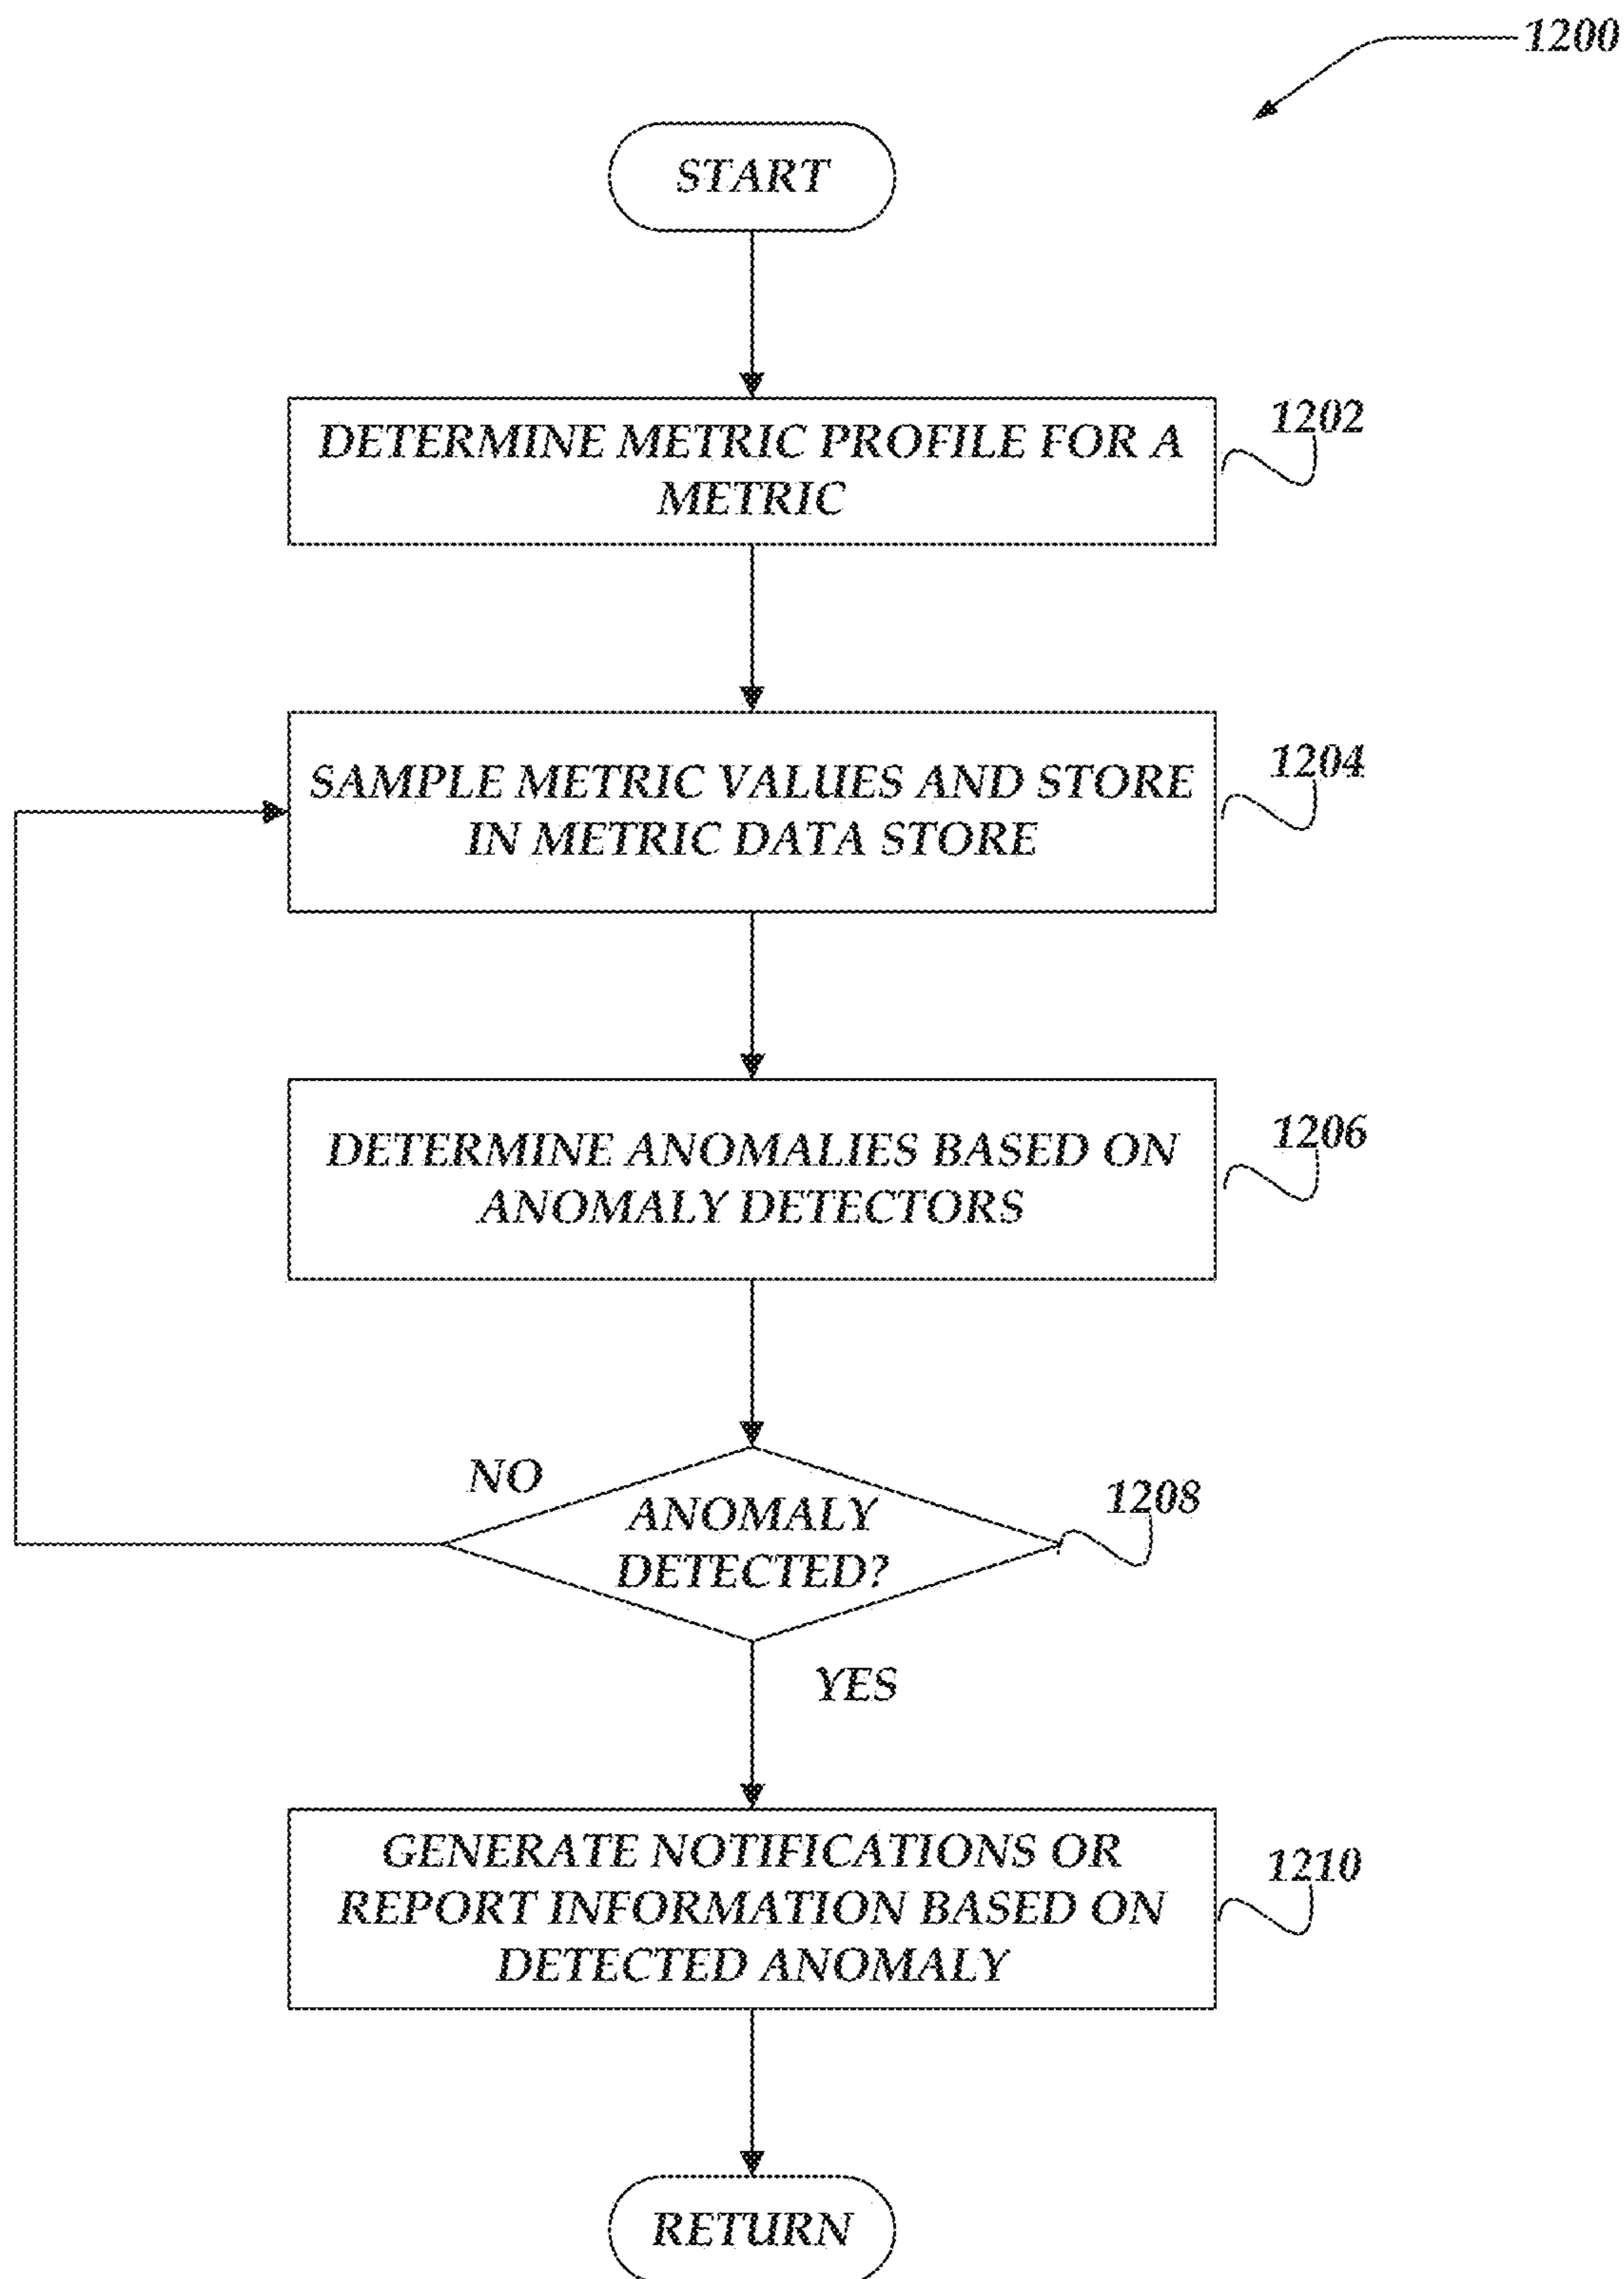 1200
START
DETERMINE METRIC PROFILE FOR A
METRIC
1202
SAMPLE METRIC VALUES AND STORE
IN METRIC DATA STORE
1204
DETERMINE ANOMALIES BASED ON
ANOMALY DETECTORS
1206
NO
ANOMALY
DETECTED?
1208
YES
GENERATE NOTIFICATIONS OR
REPORT INFORMATION BASED ON
DETECTED ANOMALY
1210
RETURN